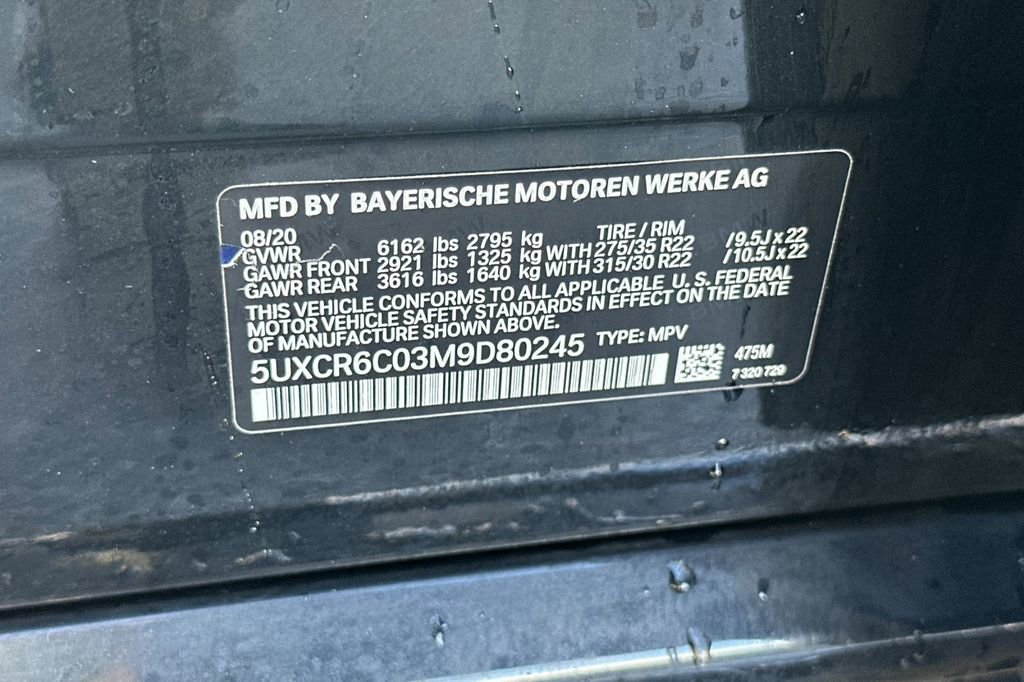 MFD BY BAYERISCHE MOTOREN WERKE AG
08/20 TIRE / RIM
GVWR 6162 lbs 2795 kg
GAWR FRONT 2921 lbs 1325 kg WITH 275/35 R22 /9.5J x 22
GAWR REAR 3616 lbs 1640 kg WITH 315/30 R22 /10.5J x 22
THIS VEHICLE CONFORMS TO ALL APPLICABLE U. S. FEDERAL
MOTOR VEHICLE SAFETY STANDARDS IN EFFECT ON THE DATE
OF MANUFACTURE SHOWN ABOVE.
5UXCR6C03M9D80245 TYPE: MPV
475M
7 320 729